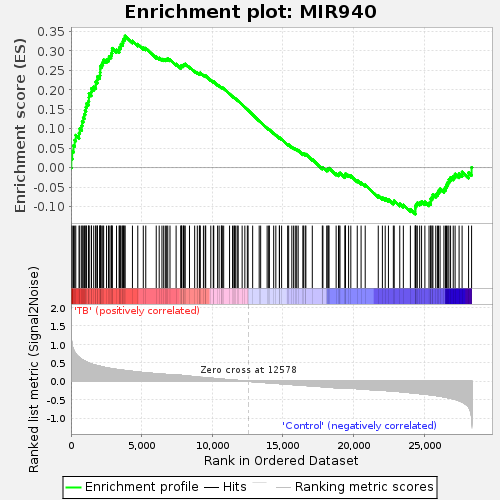 Enrichment plot: MIR940
Enrichment score (ES)
0.35
0.30
0.25
0.20
0.15
0.10
0.05
0.00
-0.05
-0.10
Ranked list metric (Signal2Noise)
2.0
1.5
1.0
0.5
0.0
-0.5
-1.0
'TB' (positively correlated)
Zero cross at 12578
'Control' (negatively correlated)
0
5,000
10,000
15,000
20,000
25,000
Rank in Ordered Dataset
Enrichment profile
Hits
Ranking metric scores